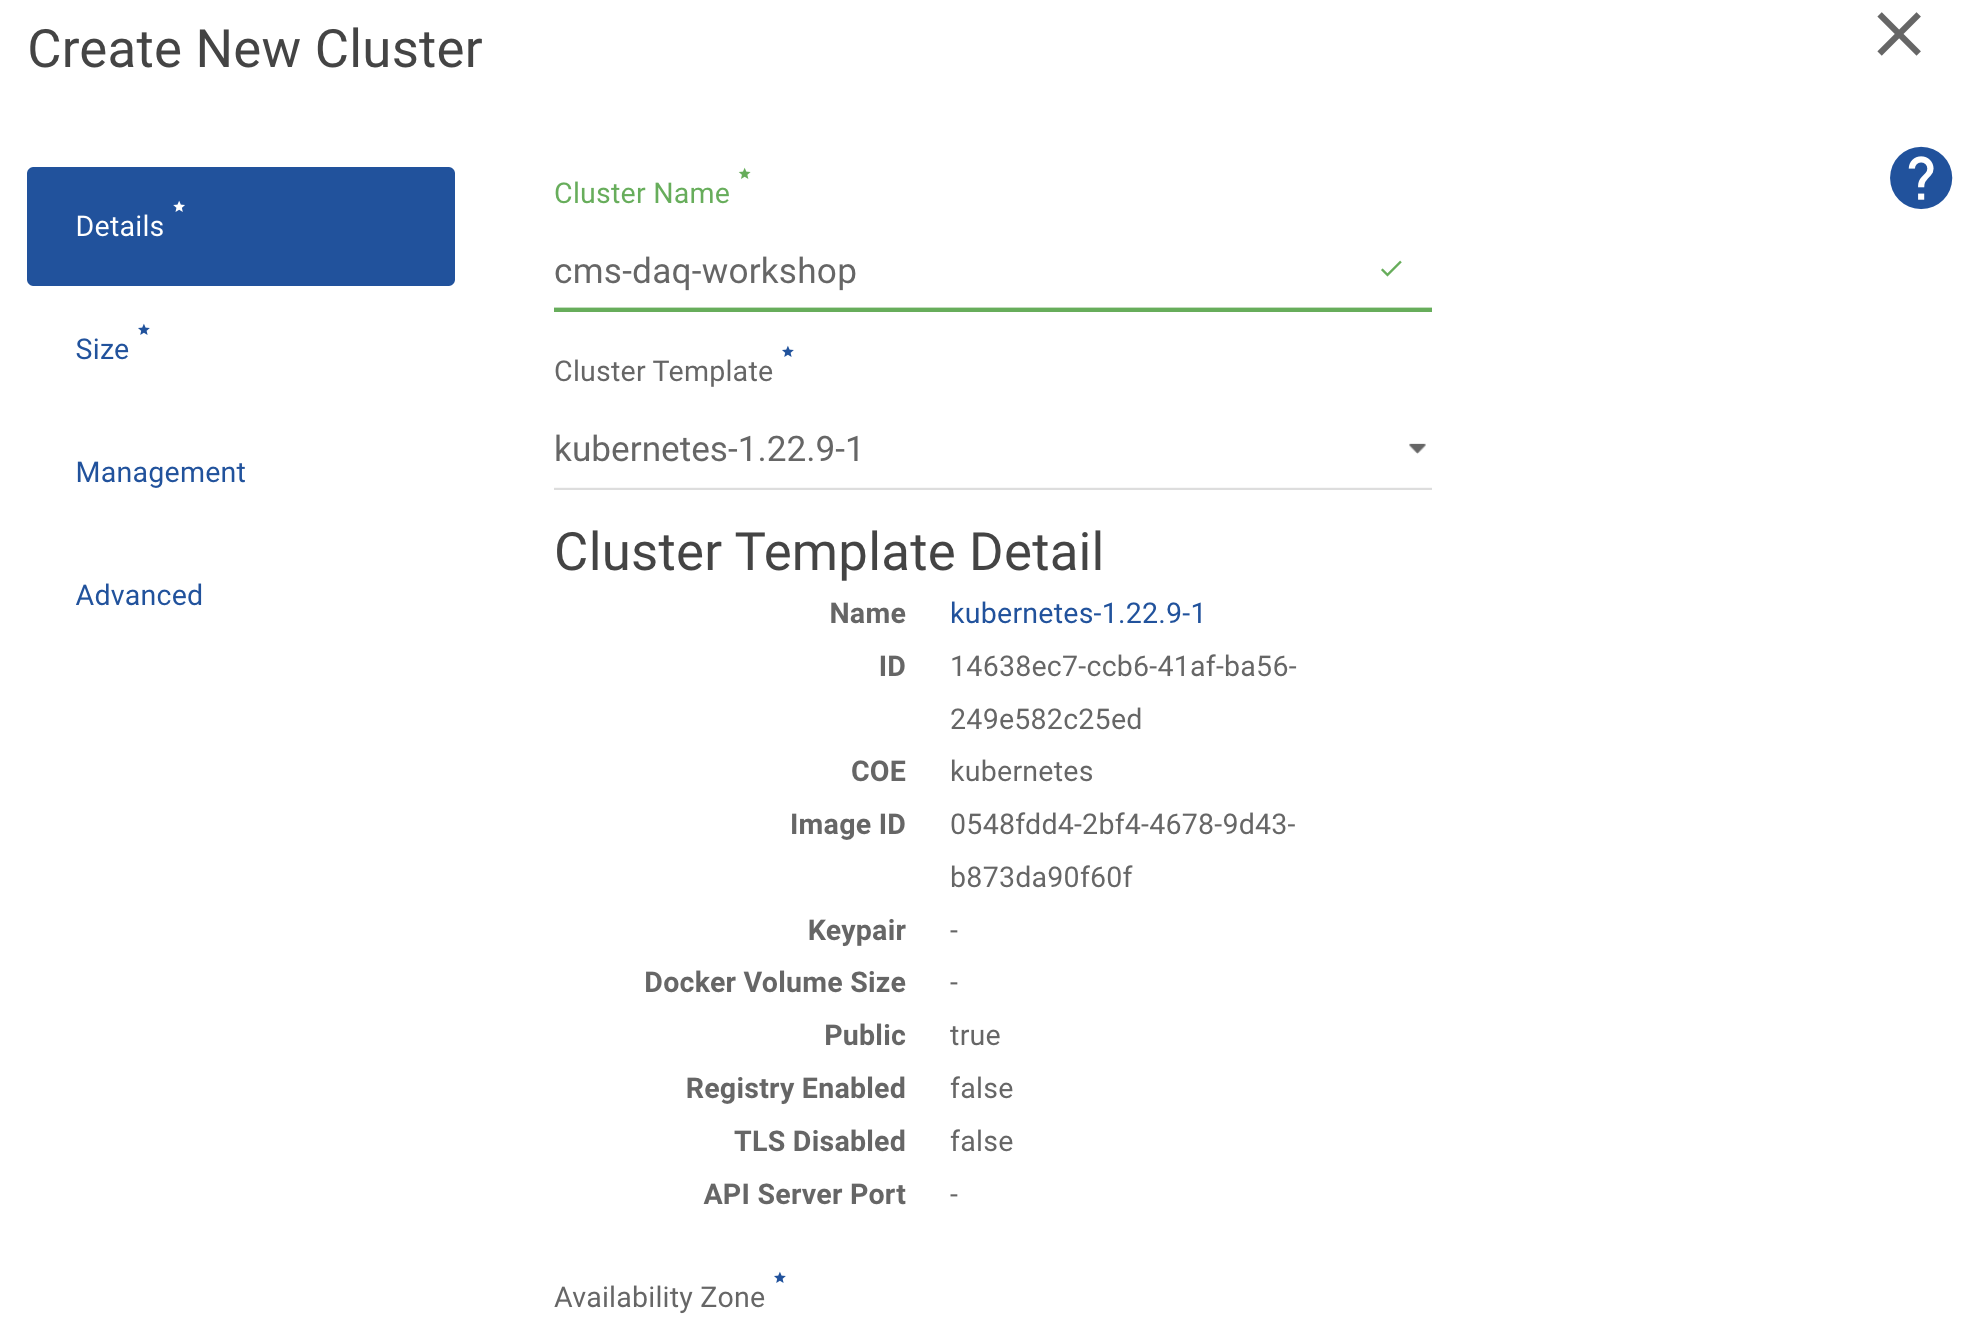 Create New Cluster
Details
Size
Management
Advanced
Cluster Name
cms-daq-workshop
Cluster Template
kubernetes-1.22.9-1
Cluster Template Detail
Name kubernetes-1.22.9-1
ID 14638ec7-ccb6-41af-ba56-
249e582c25ed
COE kubernetes
Image ID 0548fdd4-2bf4-4678-9d43-
b873da90f60f
Keypair -
Docker Volume Size -
Public true
Registry Enabled false
TLS Disabled false
API Server Port -
Availability Zone